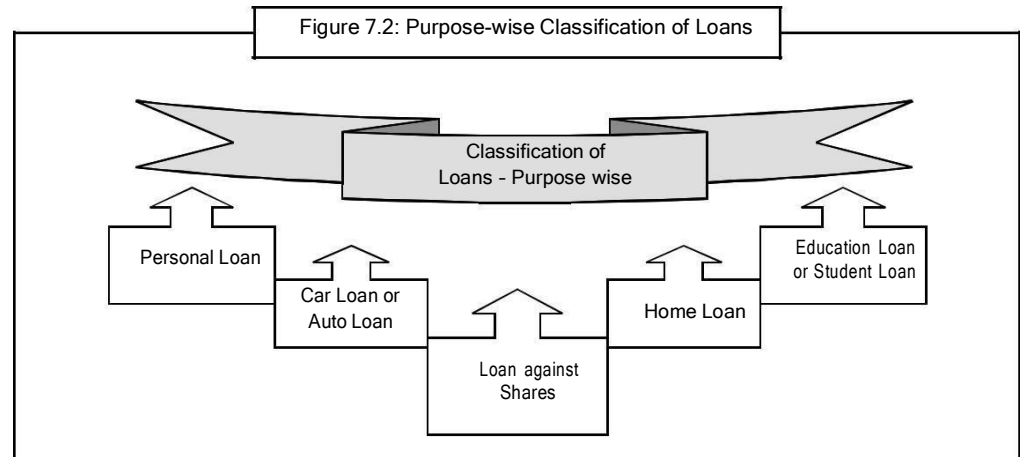 Figure 7.2: Purpose-wise Classification of Loans
Classification of
Loans - Purpose wise
Personal Loan
Car Loan or
Auto Loan
Loan against
Shares
Home Loan
Education Loan
or Student Loan